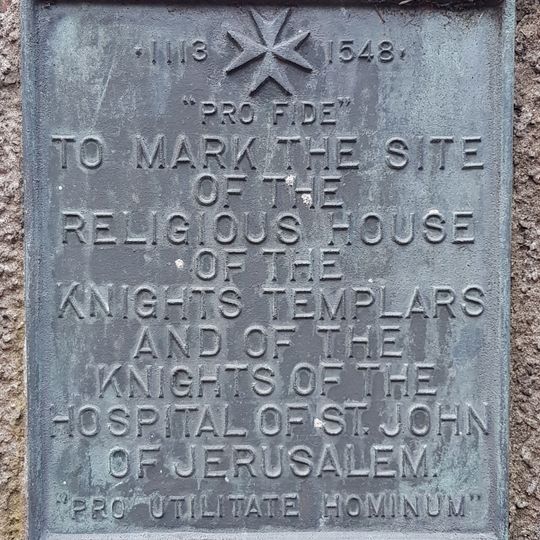 ·1113 1548·
"PRO FIDE"
TO MARK THE SITE
OF THE
RELIGIOUS HOUSE
OF THE
KNIGHTS TEMPLARS
AND OF THE
KNIGHTS OF THE
HOSPITAL OF ST. JOHN
OF JERUSALEM.
"PRO UTILITATE HOMINUM"